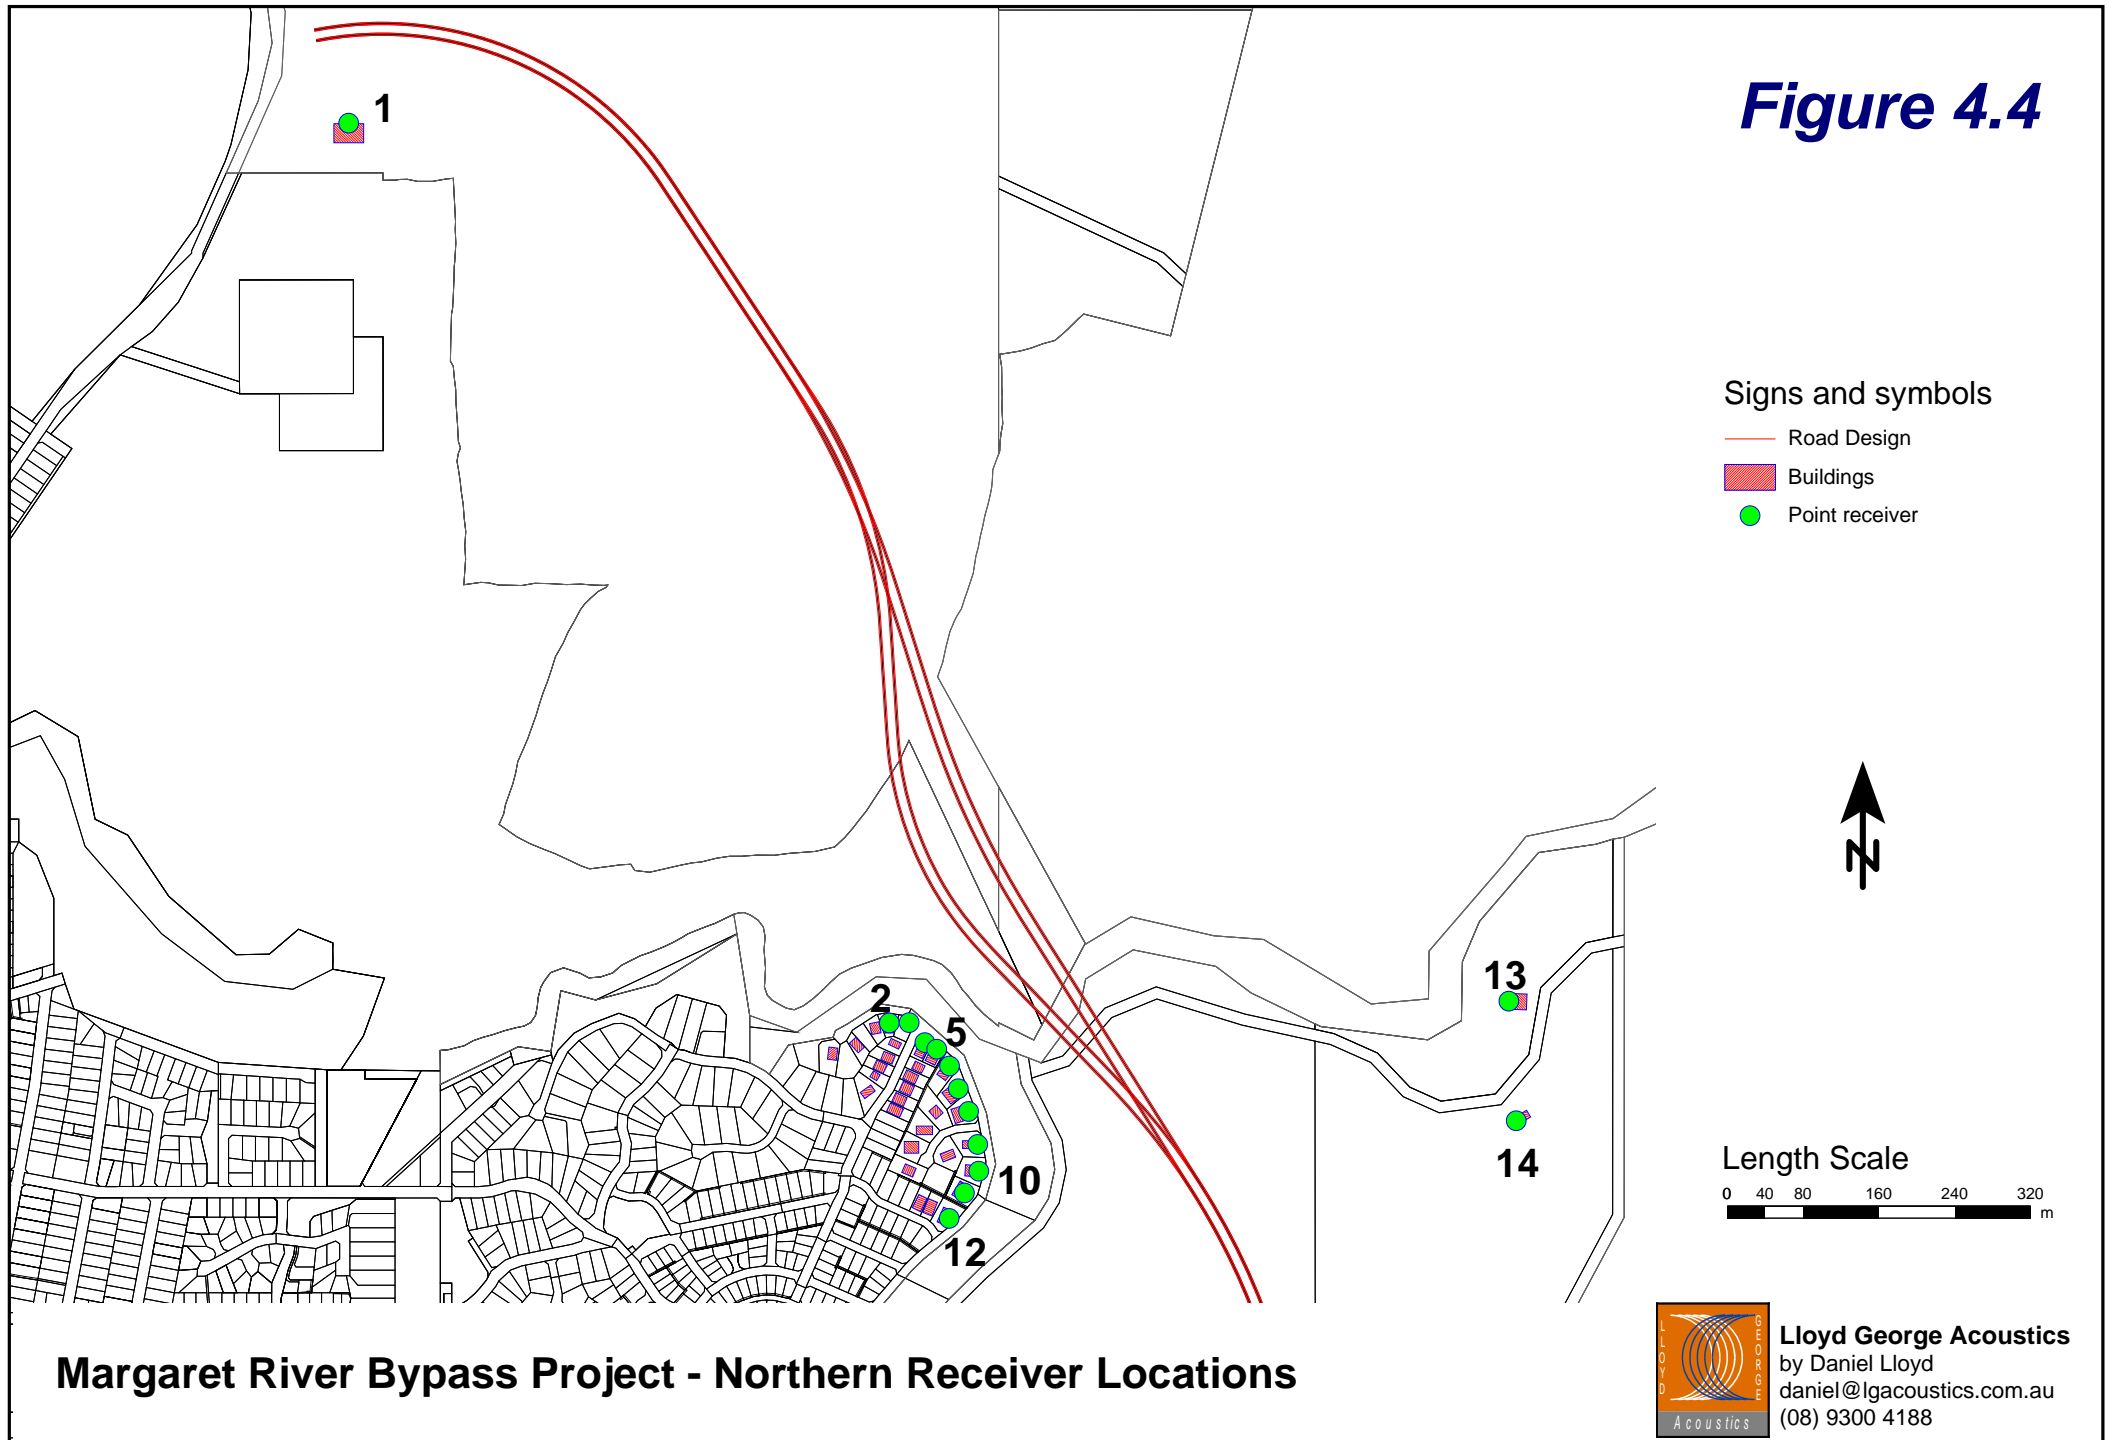 Figure 4.4
1
Signs and symbols
Road Design
Buildings
Point receiver
2
5
13
14
10
12
Length Scale
0 40 80 160 240 320
m
Margaret River Bypass Project - Northern Receiver Locations
LLOYD
GEORGE
Acoustics
Lloyd George Acoustics
by Daniel Lloyd
daniel@lgacoustics.com.au
(08) 9300 4188
N